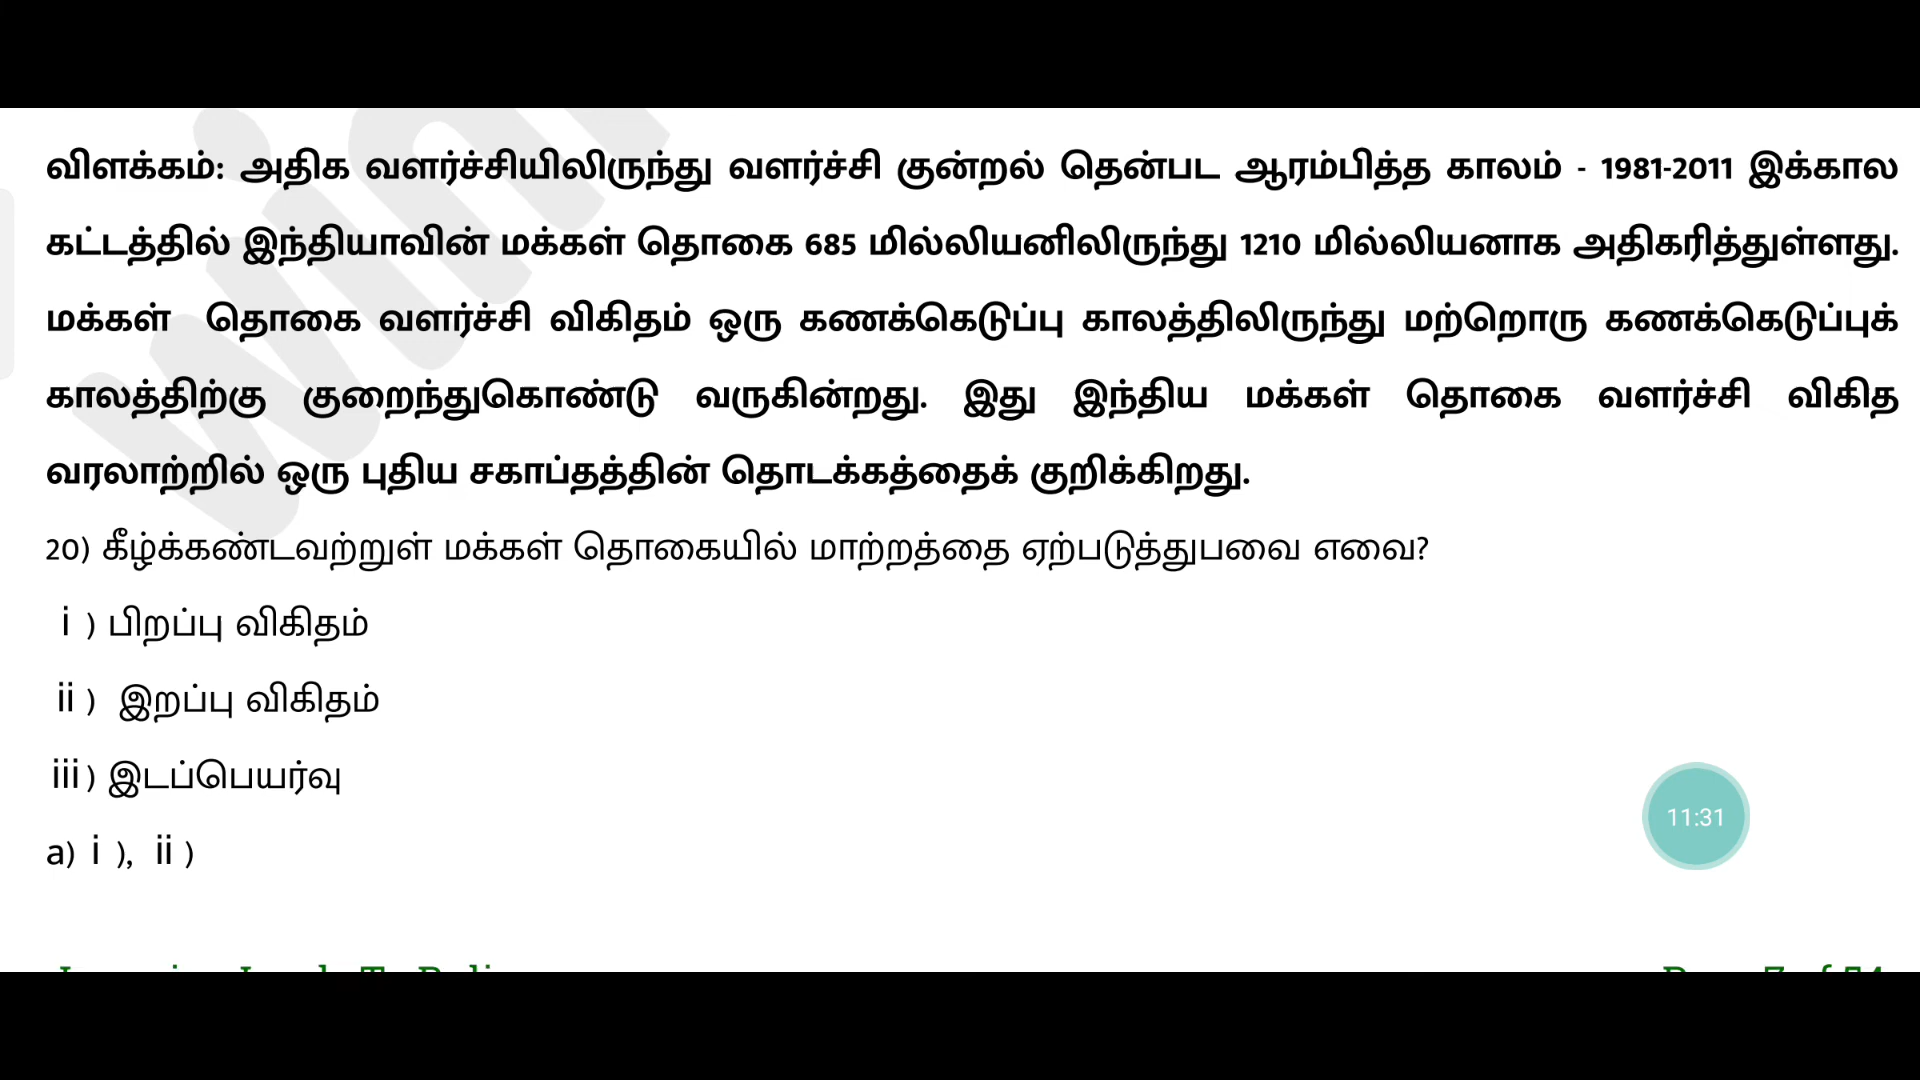 விளக்கம்: அதிக வளர்ச்சியிலிருந்து வளர்ச்சி குன்றல் தென்பட ஆரம்பித்த காலம் - 1981-2011 இக்கால
கட்டத்தில் இந்தியாவின் மக்கள் தொகை 685 மில்லியனிலிருந்து 1210 மில்லியனாக அதிகரித்துள்ளது.
மக்கள் தொகை வளர்ச்சி விகிதம் ஒரு கணக்கெடுப்பு காலத்திலிருந்து மற்றொரு கணக்கெடுப்புக்
காலத்திற்கு குறைந்துகொண்டு வருகின்றது. இது இந்திய மக்கள் தொகை வளர்ச்சி விகித
வரலாற்றில் ஒரு புதிய சகாப்தத்தின் தொடக்கத்தைக் குறிக்கிறது.
20) கீழ்க்கண்டவற்றுள் மக்கள் தொகையில் மாற்றத்தை ஏற்படுத்துபவை எவை?
i ) பிறப்பு விகிதம்
ii ) இறப்பு விகிதம்
iii ) இடப்பெயர்வு
11:31
a) i ), ii )